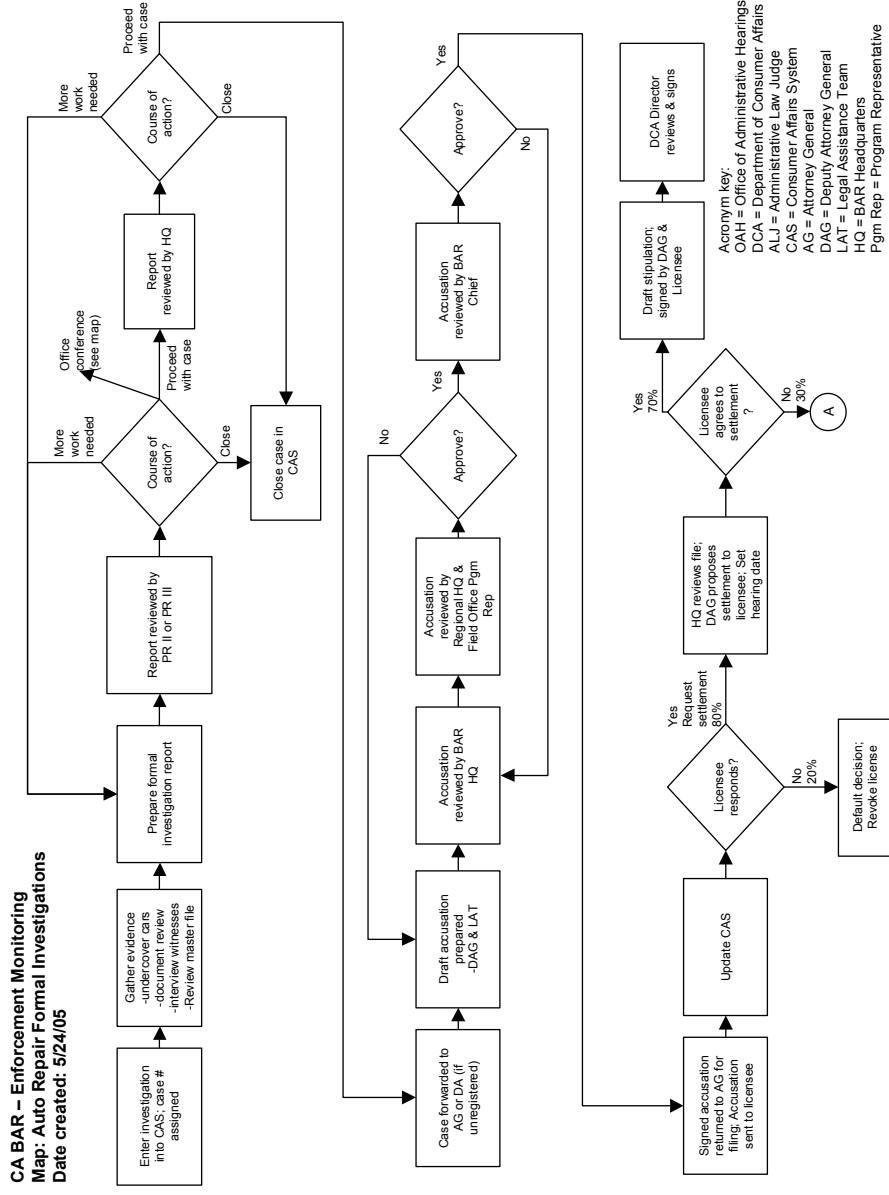 CA BAR – Enforcement Monitoring
Map: Auto Repair Formal Investigations
Date created: 5/24/05
Enter investigation
into CAS; case #
assigned
Gather evidence
-undercover cars
-document review
-interview witnesses
-Review master file
Prepare formal
investigation report
Report reviewed by
PR II or PR III
More
work
needed
Course of
action?
Close
Office
conference
(see map)
Proceed
with case
Close case in
CAS
Report
reviewed by HQ
More
work
needed
Course of
action?
Close
Proceed
with case
Case forwarded to
AG or DA (if
unregistered)
Draft accusation
prepared
-DAG & LAT
Accusation
reviewed by BAR
HQ
Accusation
reviewed by
Regional HQ &
Field Office Pgm
Rep
No
Approve?
Yes
Accusation
reviewed by BAR
Chief
Approve?
No
Yes
Signed accusation
returned to AG for
filing; Accusation
sent to licensee
Update CAS
Licensee
responds?
No
20%
Default decision;
Revoke license
Yes
Request
settlement
80%
HQ reviews file;
DAG proposes
settlement to
licensee; Set
hearing date
Licensee
agrees to
settlement
?
Yes
70%
No
30%
A
Draft stipulation;
signed by DAG &
Licensee
DCA Director
reviews & signs
Acronym key:
OAH = Office of Administrative Hearings
DCA = Department of Consumer Affairs
ALJ = Administrative Law Judge
CAS = Consumer Affairs System
AG = Attorney General
DAG = Deputy Attorney General
LAT = Legal Assistance Team
HQ = BAR Headquarters
Pgm Rep = Program Representative